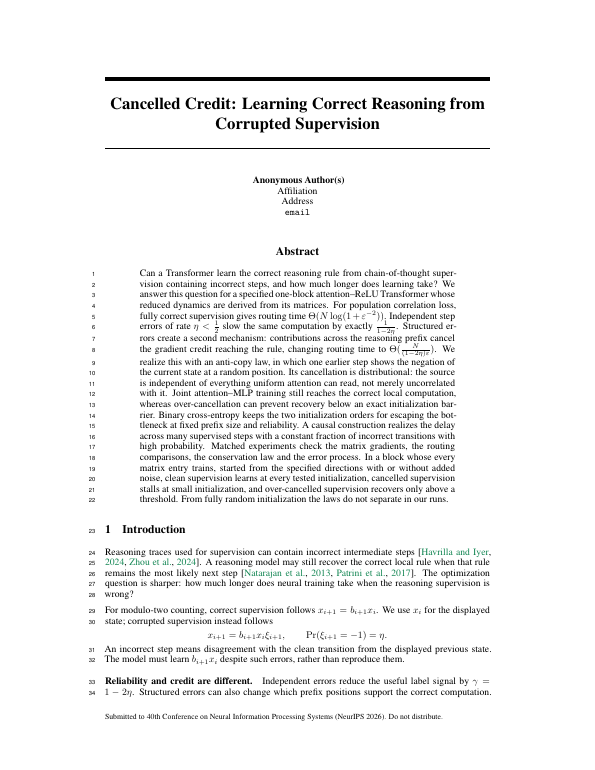 Cancelled Credit: Learning Correct Reasoning from
Corrupted Supervision
Anonymous Author(s)
Affiliation
Address
email
Abstract
1 Can a Transformer learn the correct reasoning rule from chain-of-thought super-
2 vision containing incorrect steps, and how much longer does learning take? We
3 answer this question for a specified one-block attention–ReLU Transformer whose
4 reduced dynamics are derived from its matrices. For population correlation loss,
5 fully correct supervision gives routing time Θ(N log(1 + ε⁻²)). Independent step
6 errors of rate η < 1/2 slow the same computation by exactly 1/(1−2η). Structured er-
7 rors create a second mechanism: contributions across the reasoning prefix cancel
8 the gradient credit reaching the rule, changing routing time to Θ(N/((1−2η)ε)). We
9 realize this with an anti-copy law, in which one earlier step shows the negation of
10 the current state at a random position. Its cancellation is distributional: the source
11 is independent of everything uniform attention can read, not merely uncorrelated
12 with it. Joint attention–MLP training still reaches the correct local computation,
13 whereas over-cancellation can prevent recovery below an exact initialization bar-
14 rier. Binary cross-entropy keeps the two initialization orders for escaping the bot-
15 tleneck at fixed prefix size and reliability. A causal construction realizes the delay
16 across many supervised steps with a constant fraction of incorrect transitions with
17 high probability. Matched experiments check the matrix gradients, the routing
18 comparisons, the conservation law and the error process. In a block whose every
19 matrix entry trains, started from the specified directions with or without added
20 noise, clean supervision learns at every tested initialization, cancelled supervision
21 stalls at small initialization, and over-cancelled supervision recovers only above a
22 threshold. From fully random initialization the laws do not separate in our runs.
23 1 Introduction
24 Reasoning traces used for supervision can contain incorrect intermediate steps [Havrilla and Iyer,
25 2024, Zhou et al., 2024]. A reasoning model may still recover the correct local rule when that rule
26 remains the most likely next step [Natarajan et al., 2013, Patrini et al., 2017]. The optimization
27 question is sharper: how much longer does neural training take when the reasoning supervision is
28 wrong?
29 For modulo-two counting, correct supervision follows xᵢ₊₁ = bᵢ₊₁xᵢ. We use xᵢ for the displayed
30 state; corrupted supervision instead follows
xᵢ₊₁ = bᵢ₊₁xᵢξᵢ₊₁, Pr(ξᵢ₊₁ = −1) = η.
31 An incorrect step means disagreement with the clean transition from the displayed previous state.
32 The model must learn bᵢ₊₁xᵢ despite such errors, rather than reproduce them.
33 Reliability and credit are different. Independent errors reduce the useful label signal by γ =
34 1 − 2η. Structured errors can also change which prefix positions support the correct computation.
Submitted to 40th Conference on Neural Information Processing Systems (NeurIPS 2026). Do not distribute.